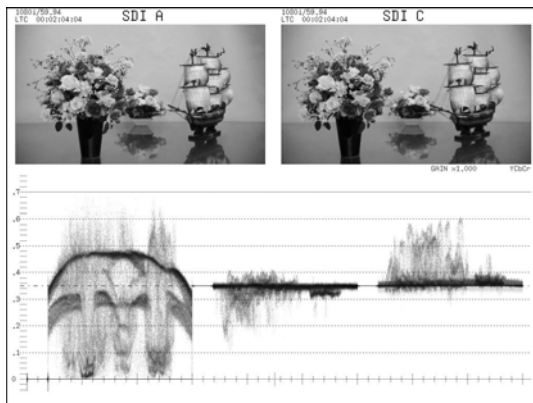 1080i/59.94
LTC 00:02:04:04
SDI A
1080i/59.94
LTC 00:02:04:04
SDI C
GAIN x1.000
YCbCr
.7
.6
.5
.4
.3
.2
.1
0